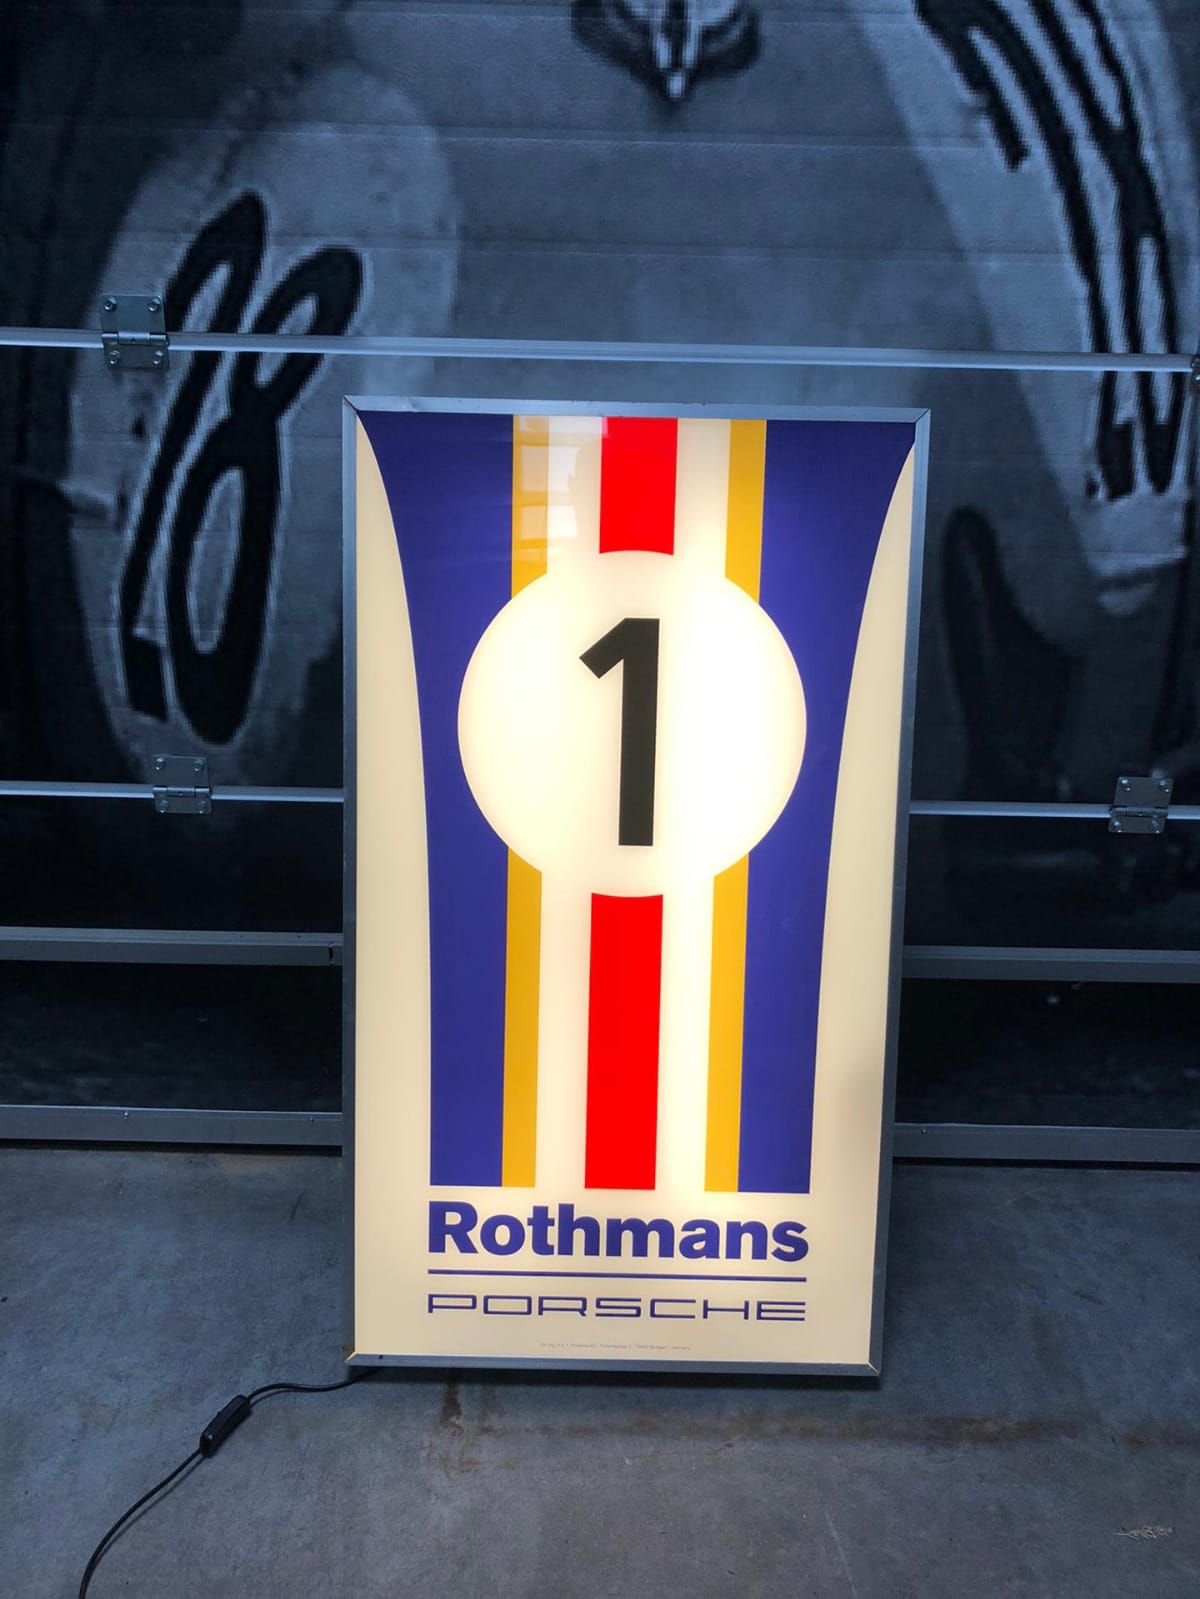 1
Rothmans
PORSCHE